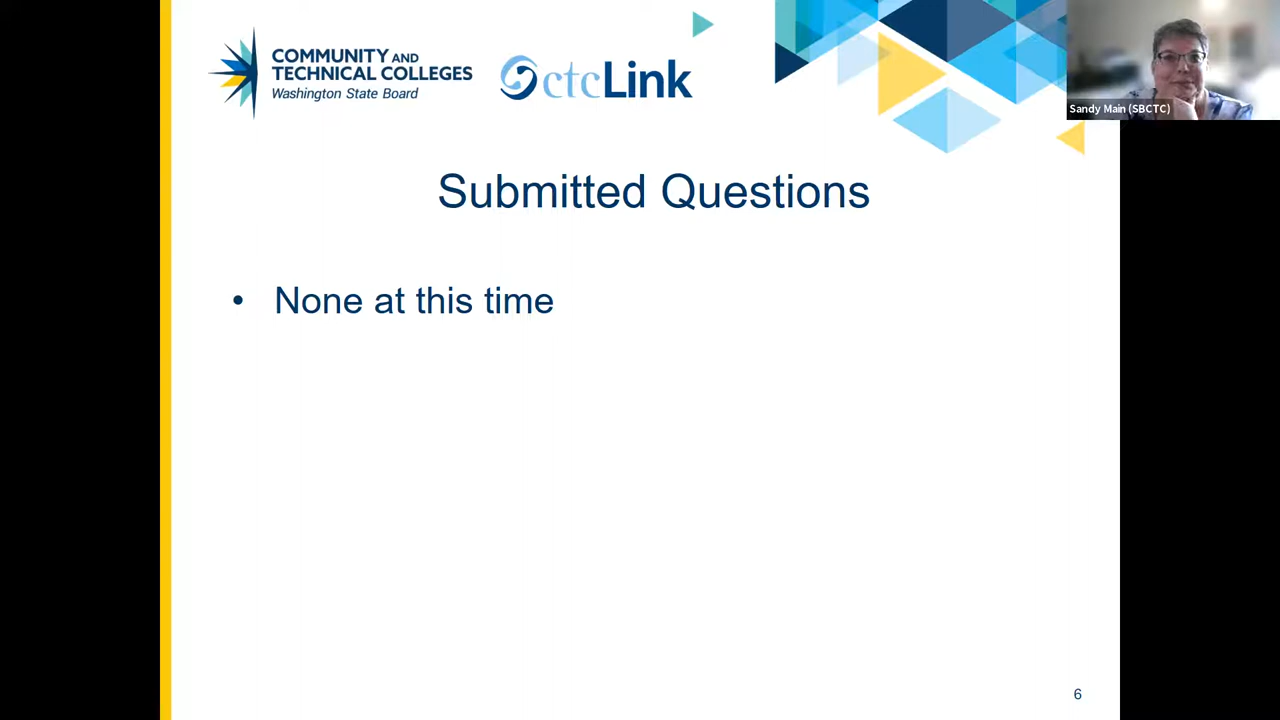 COMMUNITY AND
TECHNICAL COLLEGES
Washington State Board
ctcLink
Sandy Main (SBCTC)
Submitted Questions
• None at this time
6